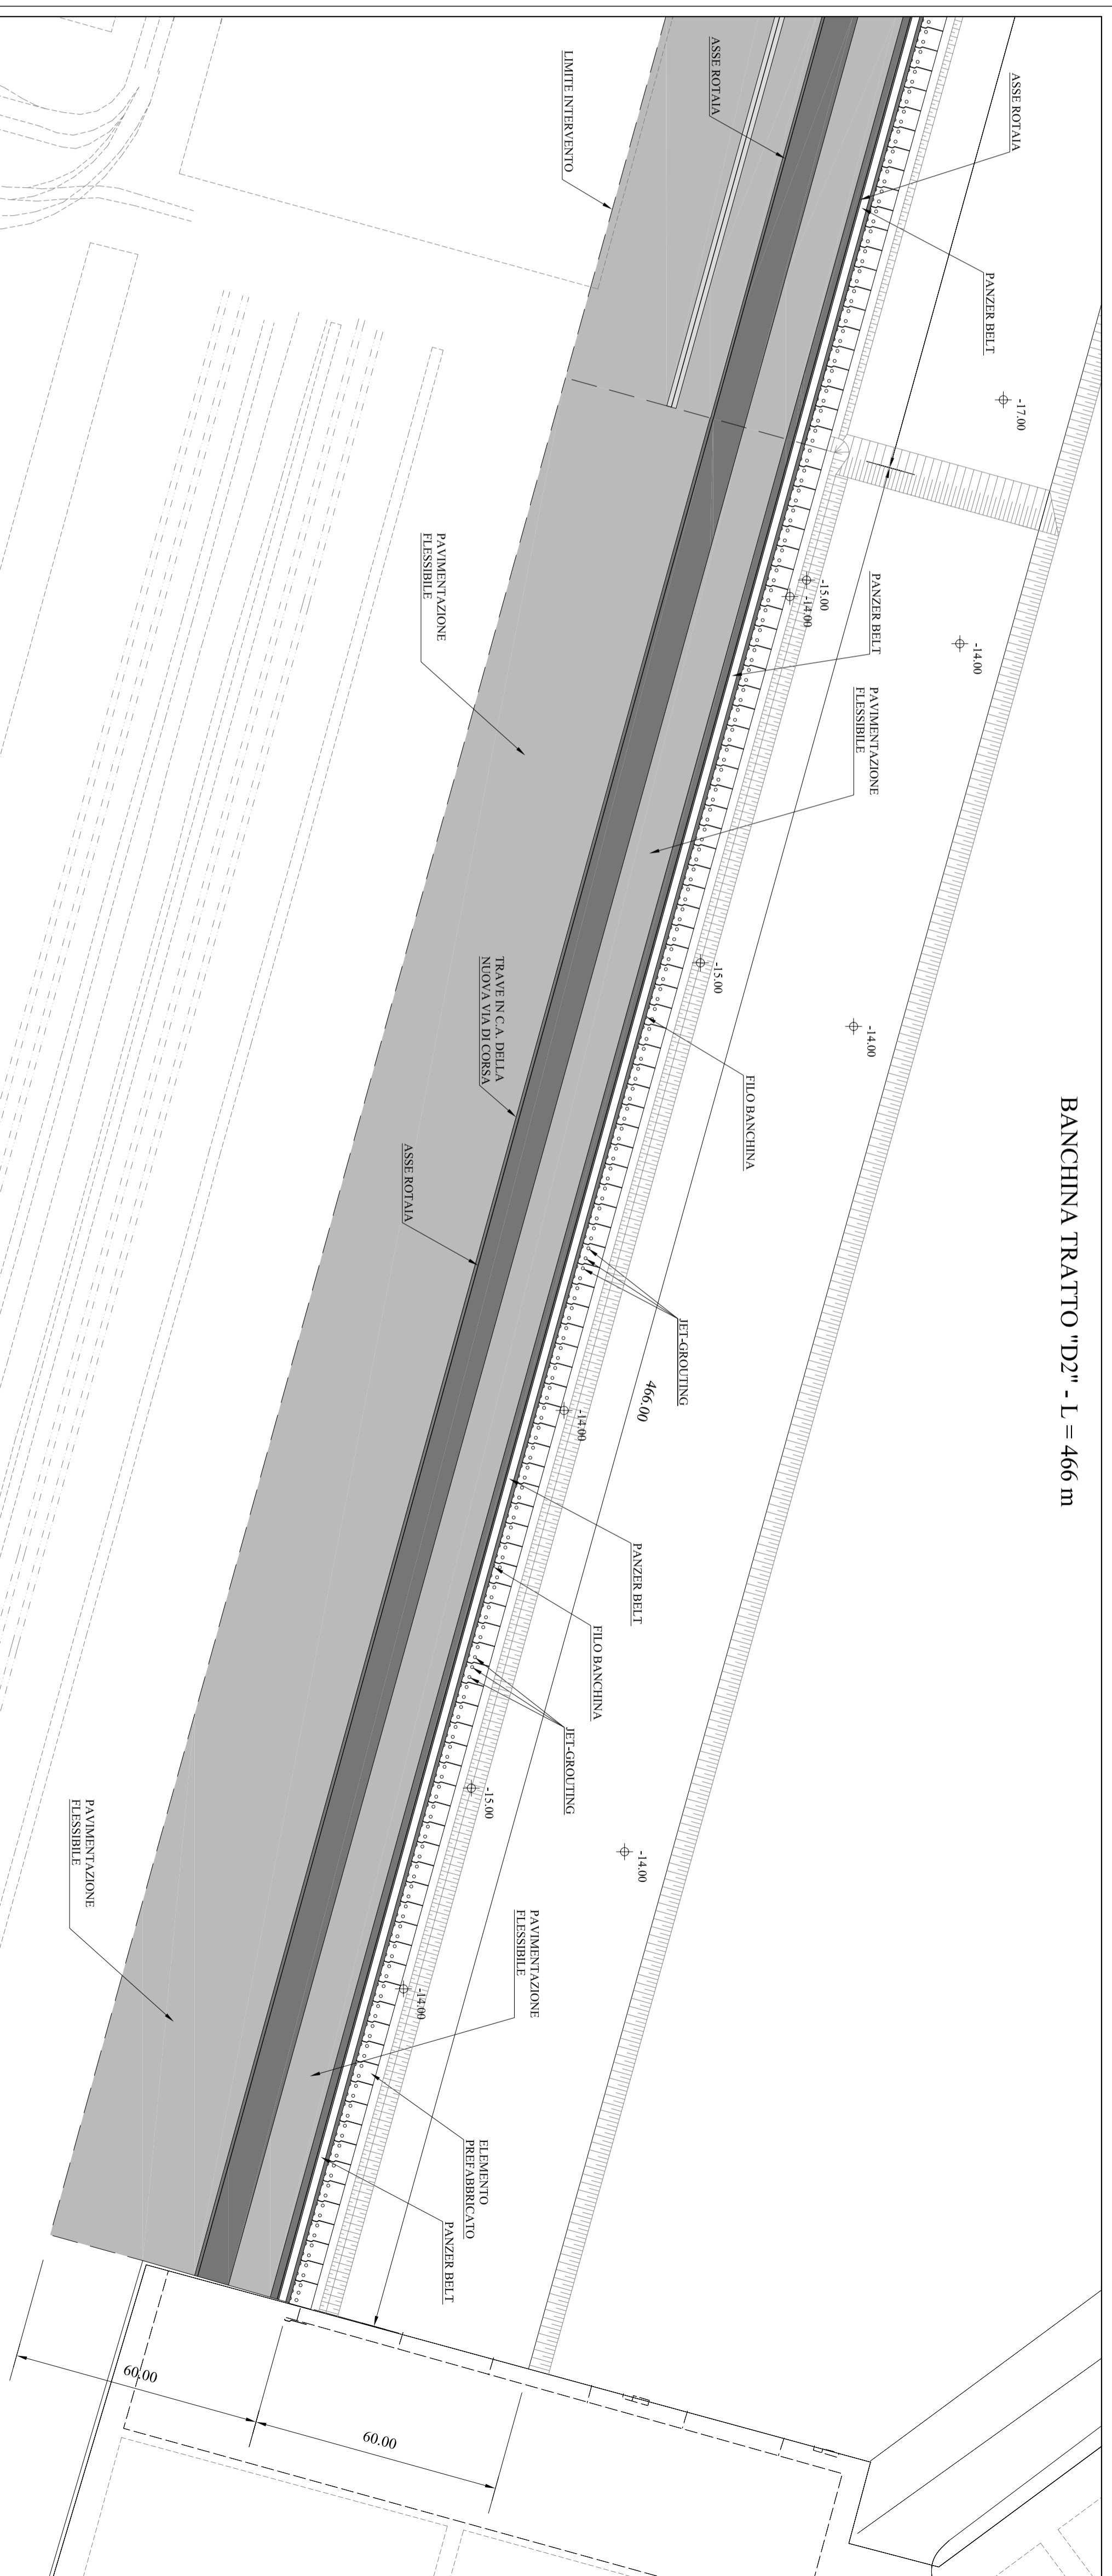 BANCHINA TRATTO "D2" - L = 466 m
ASSE ROTAIA
ASSE ROTAIA
LIMITE INTERVENTO
PANZER BELT
-17.00
PAVIMENTAZIONE
FLESSIBILE
-15.00
-14.00
PANZER BELT
-14.00
PAVIMENTAZIONE
FLESSIBILE
-15.00
-14.00
TRAVE IN C.A. DELLA
NUOVA VIA DI CORSA
FILO BANCHINA
ASSE ROTAIA
JET-GROUTING
466.00
-14.00
PANZER BELT
FILO BANCHINA
JET-GROUTING
-15.00
-14.00
PAVIMENTAZIONE
FLESSIBILE
PAVIMENTAZIONE
FLESSIBILE
-14.00
ELEMENTO
PREFABBRICATO
PANZER BELT
60.00
60.00